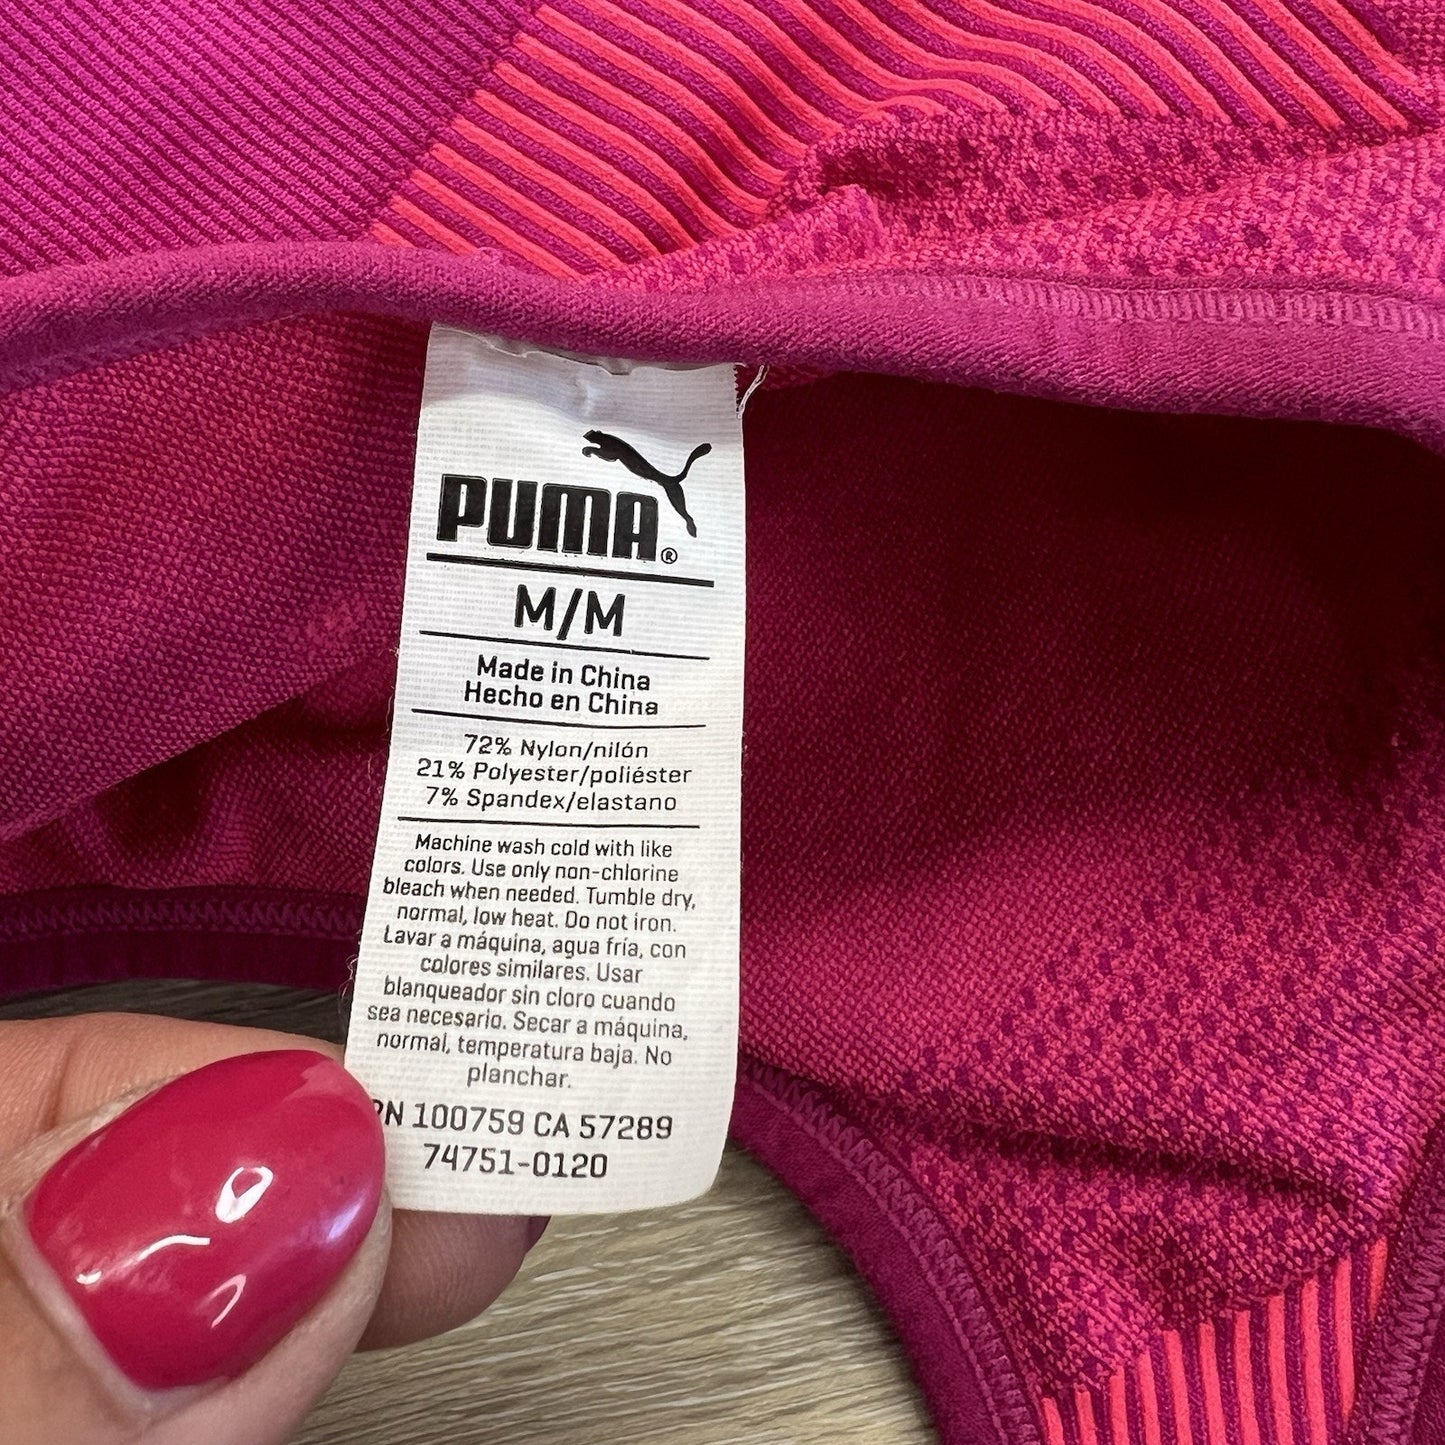 PUMA®
M/M
Made in China
Hecho en China
72% Nylon/nilón
21% Polyester/poliéster
7% Spandex/elastano
Machine wash cold with like
colors. Use only non-chlorine
bleach when needed. Tumble dry,
normal, low heat. Do not iron.
Lavar a máquina, agua fría, con
colores similares. Usar
blanqueador sin cloro cuando
sea necesario. Secar a máquina,
normal, temperatura baja. No
planchar.
RN 100759 CA 57289
74751-0120